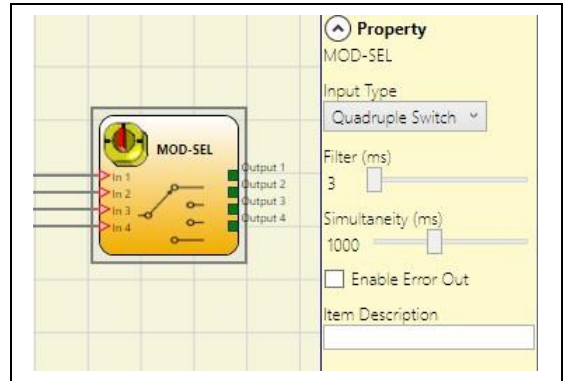 MOD-SEL
In 1
In 2
In 3
In 4
Output 1
Output 2
Output 3
Output 4
Property
MOD-SEL
Input Type
Quadruple Switch
Filter (ms)
3
Simultaneity (ms)
1000
Enable Error Out
Item Description